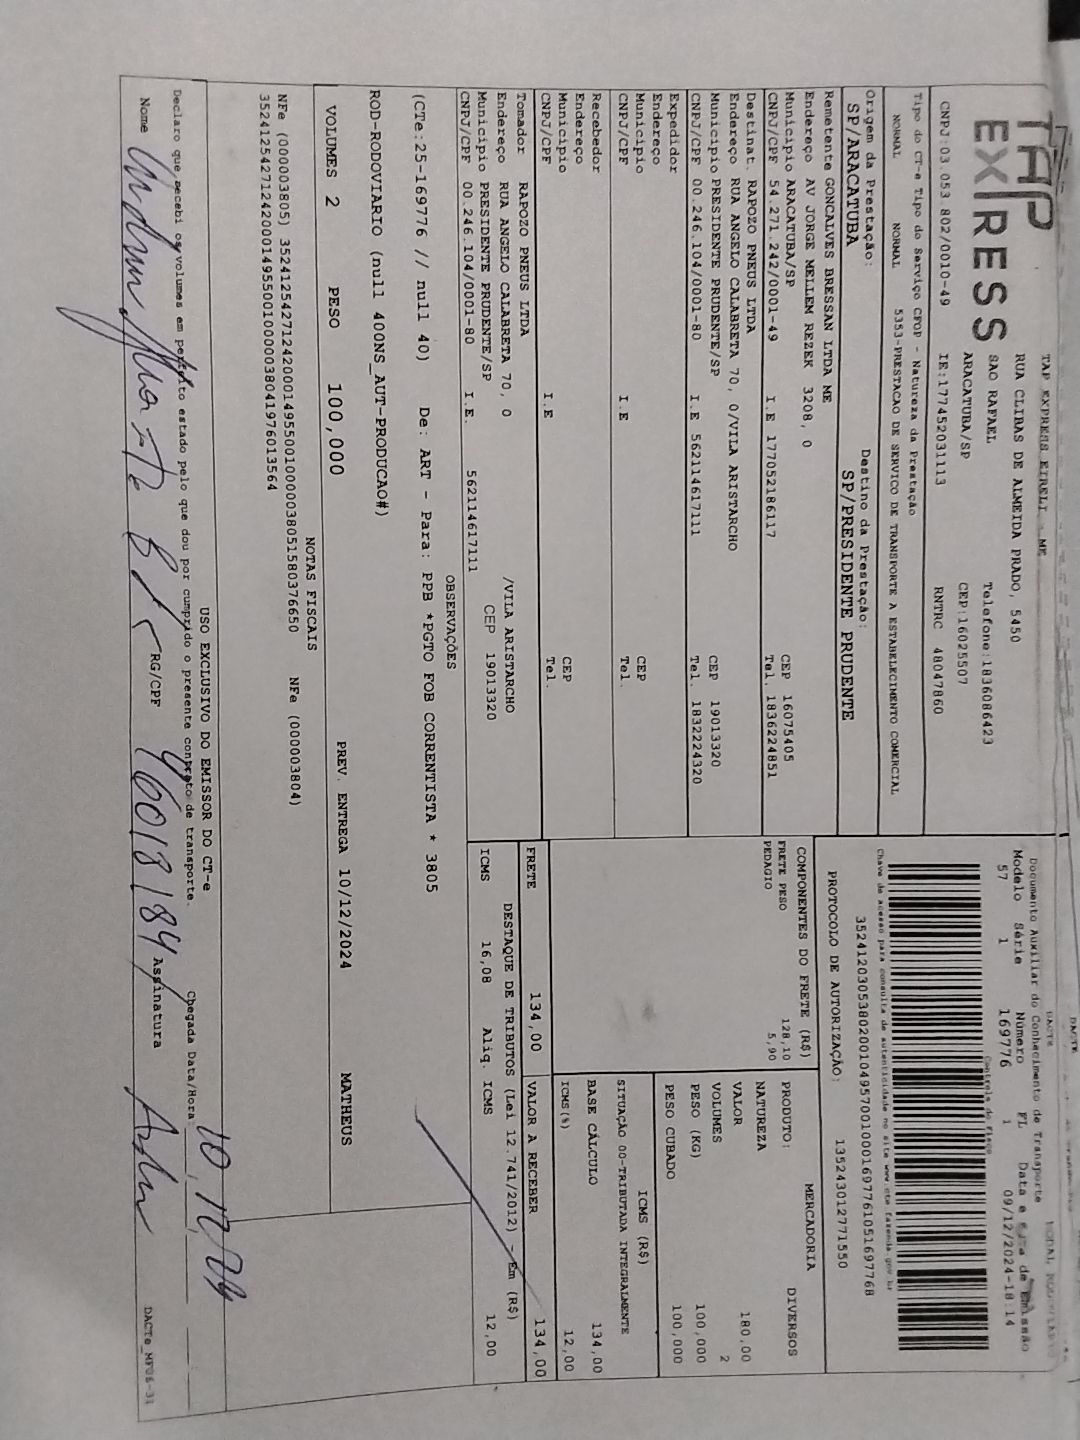 TAP EXPRESS EIRELI - ME
TAP
EXPRESS
RUA CLIBAS DE ALMEIDA PRADO, 5450
SAO RAFAEL Telefone:1836086423
ARACATUBA/SP CEP:16025507
CNPJ:03.053.802/0010-49 IE:177452031113 RNTRC 48047860
Tipo do CT-e Tipo do Serviço CFOP - Natureza da Prestação
NORMAL NORMAL 5353-PRESTACAO DE SERVICO DE TRANSPORTE A ESTABELECIMENTO COMERCIAL
Origem da Prestação: Destino da Prestação:
SP/ARACATUBA SP/PRESIDENTE PRUDENTE
Remetente GONCALVES BRESSAN LTDA ME
Endereço AV JORGE MELLEM REZEK 3208, 0
Municipio ARACATUBA/SP CEP 16075405
CNPJ/CPF 54.271.242/0001-49 I.E 177052186117 Tel. 1836224851
Destinat. RAPOZO PNEUS LTDA
Endereço RUA ANGELO CALABRETA 70, 0/VILA ARISTARCHO
Municipio PRESIDENTE PRUDENTE/SP CEP 19013320
CNPJ/CPF 00.246.104/0001-80 I.E 562114617111 Tel. 1832224320
Expedidor
Endereço
Municipio CEP
CNPJ/CPF I.E Tel.
Recebedor
Endereço
Municipio CEP
CNPJ/CPF I.E Tel.
Tomador RAPOZO PNEUS LTDA
Endereço RUA ANGELO CALABRETA 70, 0 /VILA ARISTARCHO
Municipio PRESIDENTE PRUDENTE/SP CEP 19013320
CNPJ/CPF 00.246.104/0001-80 I.E. 562114617111
DACTE
Documento Auxiliar do Conhecimento de Transporte
Modelo Série Número FL Data e Hora de Emissão
57 1 169776 1 09/12/2024-18:14
Controle do Fisco
Chave de acesso para consulta de autenticidade no site www.cte.fazenda.gov.br
35241203053802001049570010001697761051697768
PROTOCOLO DE AUTORIZAÇÃO: 135243012771550
COMPONENTES DO FRETE (R$)
FRETE PESO 128,10
PEDAGIO 5,90
MERCADORIA
PRODUTO: DIVERSOS
NATUREZA
VALOR 180,00
VOLUMES 2
PESO (KG) 100,000
PESO CUBADO 100,000
ICMS (R$)
SITUAÇÃO 00-TRIBUTADA INTEGRALMENTE
BASE CÁLCULO 134,00
ICMS(%) 12,00
FRETE 134,00 VALOR A RECEBER 134,00
DESTAQUE DE TRIBUTOS (Lei 12.741/2012) - Em (R$)
ICMS 16,08 Aliq. ICMS 12,00
OBSERVAÇÕES
(CTe:25-169776 // null 40) De: ART - Para: PPB *PGTO FOB CORRENTISTA * 3805
ROD-RODOVIARIO (null 400NS_AUT-PRODUCAO#)
VOLUMES 2 PESO 100,000 PREV. ENTREGA 10/12/2024 MATHEUS
NOTAS FISCAIS
NFe (000003805) 35241254271242000149550010000038051580376650 NFe (000003804)
35241254271242000149550010000038041976013564
USO EXCLUSIVO DO EMISSOR DO CT-e
Declaro que recebi os volumes em perfeito estado pelo que dou por cumprido o presente contrato de transporte. Chegada Data/Hora 10/12/24
Nome RG/CPF 46018189 Assinatura
DACTe_MF06-31